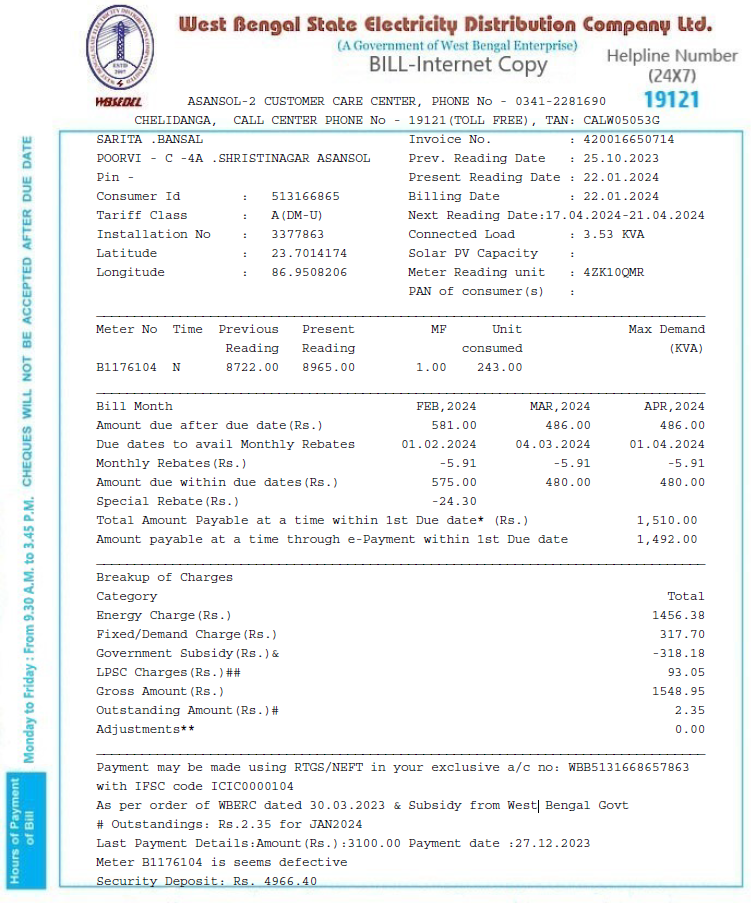 West Bengal State Electricity Distribution Company Ltd.
(A Government of West Bengal Enterprise)
BILL-Internet Copy
Helpline Number
(24X7)
19121
ESTD
2007
WBSEDCL
ASANSOL-2 CUSTOMER CARE CENTER, PHONE No - 0341-2281690
CHELIDANGA, CALL CENTER PHONE No - 19121(TOLL FREE), TAN: CALW05053G
SARITA .BANSAL Invoice No. : 420016650714
POORVI - C -4A .SHRISTINAGAR ASANSOL Prev. Reading Date : 25.10.2023
Pin - Present Reading Date : 22.01.2024
Consumer Id : 513166865 Billing Date : 22.01.2024
Tariff Class : A(DM-U) Next Reading Date:17.04.2024-21.04.2024
Installation No : 3377863 Connected Load : 3.53 KVA
Latitude : 23.7014174 Solar PV Capacity :
Longitude : 86.9508206 Meter Reading unit : 4ZK10QMR
PAN of consumer(s) :
Meter No Time Previous Present MF Unit Max Demand
Reading Reading consumed (KVA)
B1176104 N 8722.00 8965.00 1.00 243.00
Bill Month FEB,2024 MAR,2024 APR,2024
Amount due after due date(Rs.) 581.00 486.00 486.00
Due dates to avail Monthly Rebates 01.02.2024 04.03.2024 01.04.2024
Monthly Rebates(Rs.) -5.91 -5.91 -5.91
Amount due within due dates(Rs.) 575.00 480.00 480.00
Special Rebate(Rs.) -24.30
Total Amount Payable at a time within 1st Due date* (Rs.) 1,510.00
Amount payable at a time through e-Payment within 1st Due date 1,492.00
Breakup of Charges
Category Total
Energy Charge(Rs.) 1456.38
Fixed/Demand Charge(Rs.) 317.70
Government Subsidy(Rs.)& -318.18
LPSC Charges(Rs.)## 93.05
Gross Amount(Rs.) 1548.95
Outstanding Amount(Rs.)# 2.35
Adjustments** 0.00
Payment may be made using RTGS/NEFT in your exclusive a/c no: WBB5131668657863
with IFSC code ICIC0000104
As per order of WBERC dated 30.03.2023 & Subsidy from West Bengal Govt
# Outstandings: Rs.2.35 for JAN2024
Last Payment Details:Amount(Rs.):3100.00 Payment date :27.12.2023
Meter B1176104 is seems defective
Security Deposit: Rs. 4966.40
Monday to Friday : From 9.30 A.M. to 3.45 P.M. CHEQUES WILL NOT BE ACCEPTED AFTER DUE DATE
Hours of Payment
of Bill